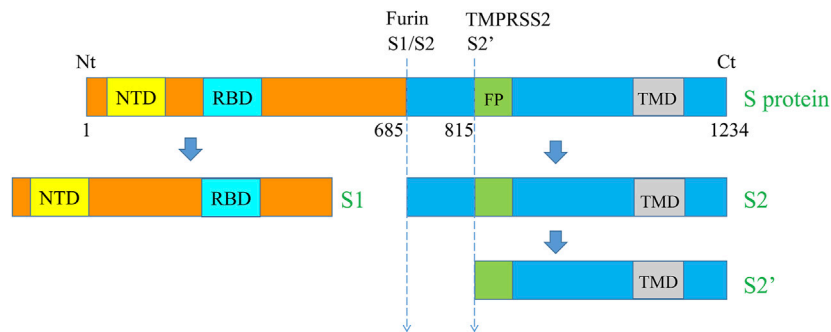 Furin
S1/S2
TMPRSS2
S2’
Nt
Ct
NTD
RBD
FP
TMD
S protein
1
685
815
1234
NTD
RBD
S1
TMD
S2
TMD
S2’